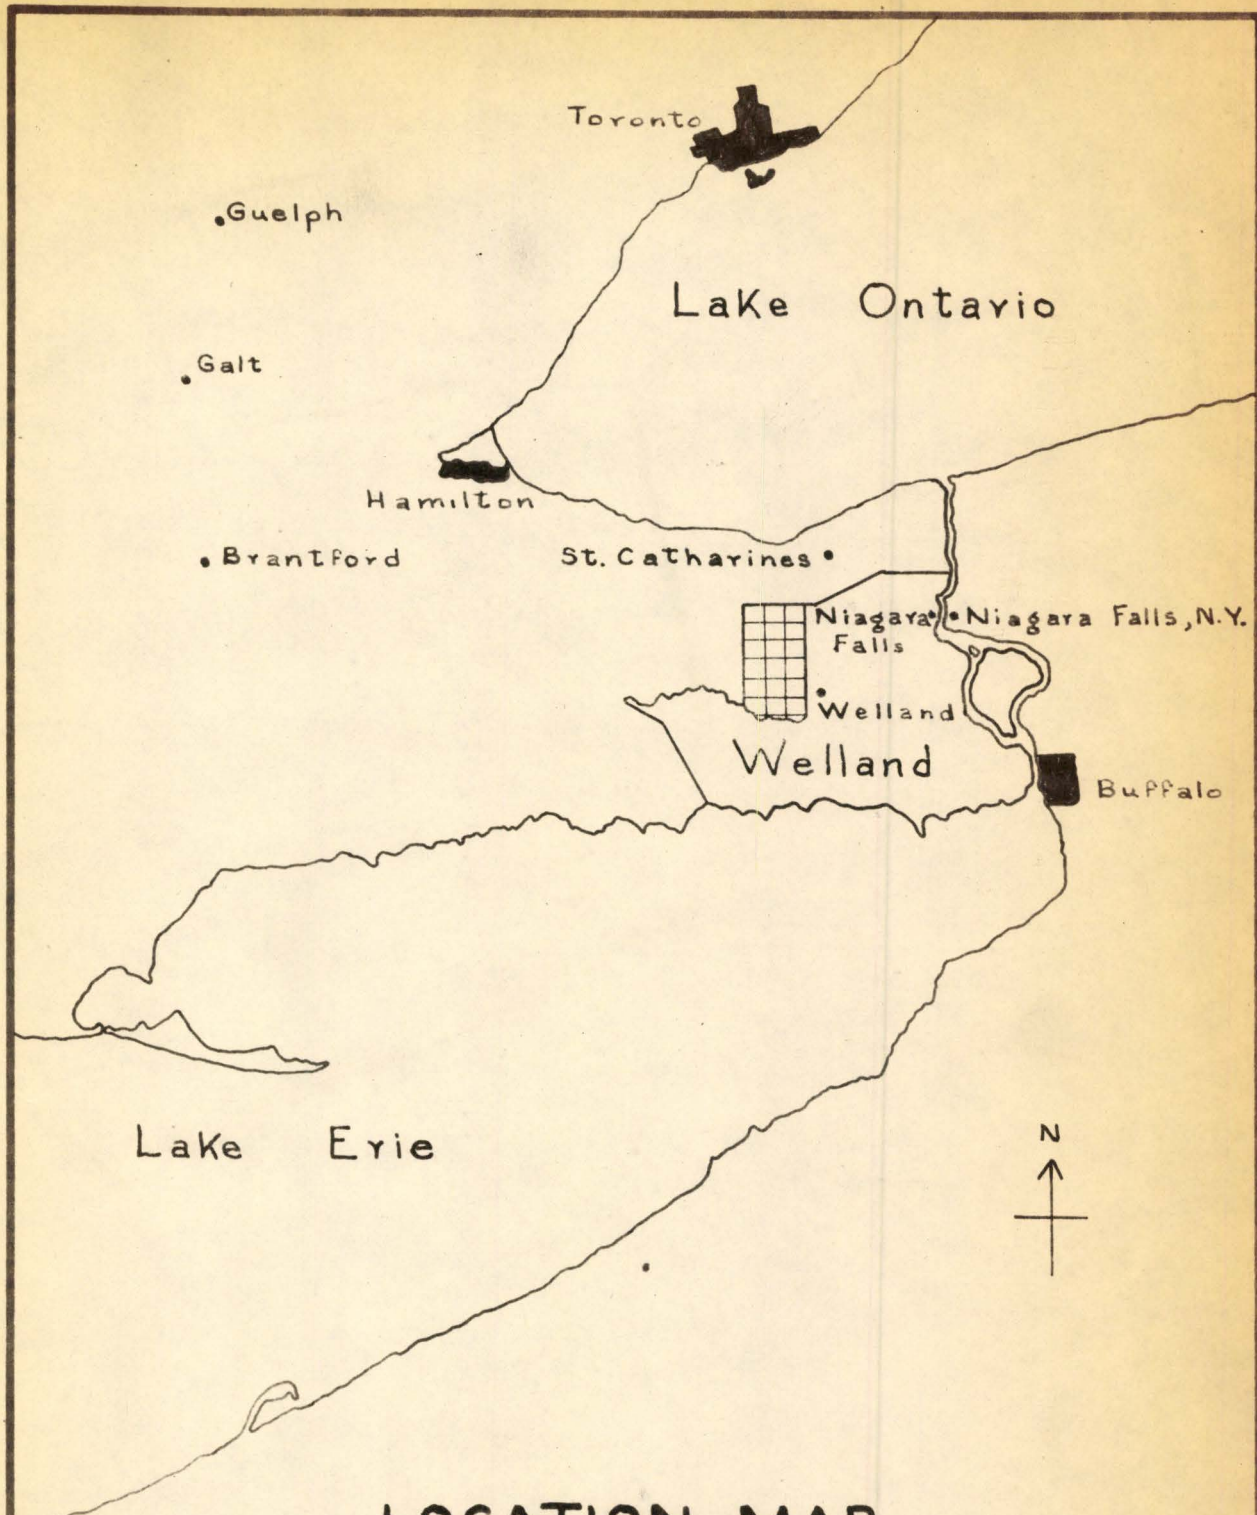 Toronto
Guelph
Lake Ontario
Galt
Hamilton
Brantford
St. Catharines
Niagara Falls
Niagara Falls, N.Y.
Welland
Welland
Buffalo
Lake Erie
N
LOCATION MAP